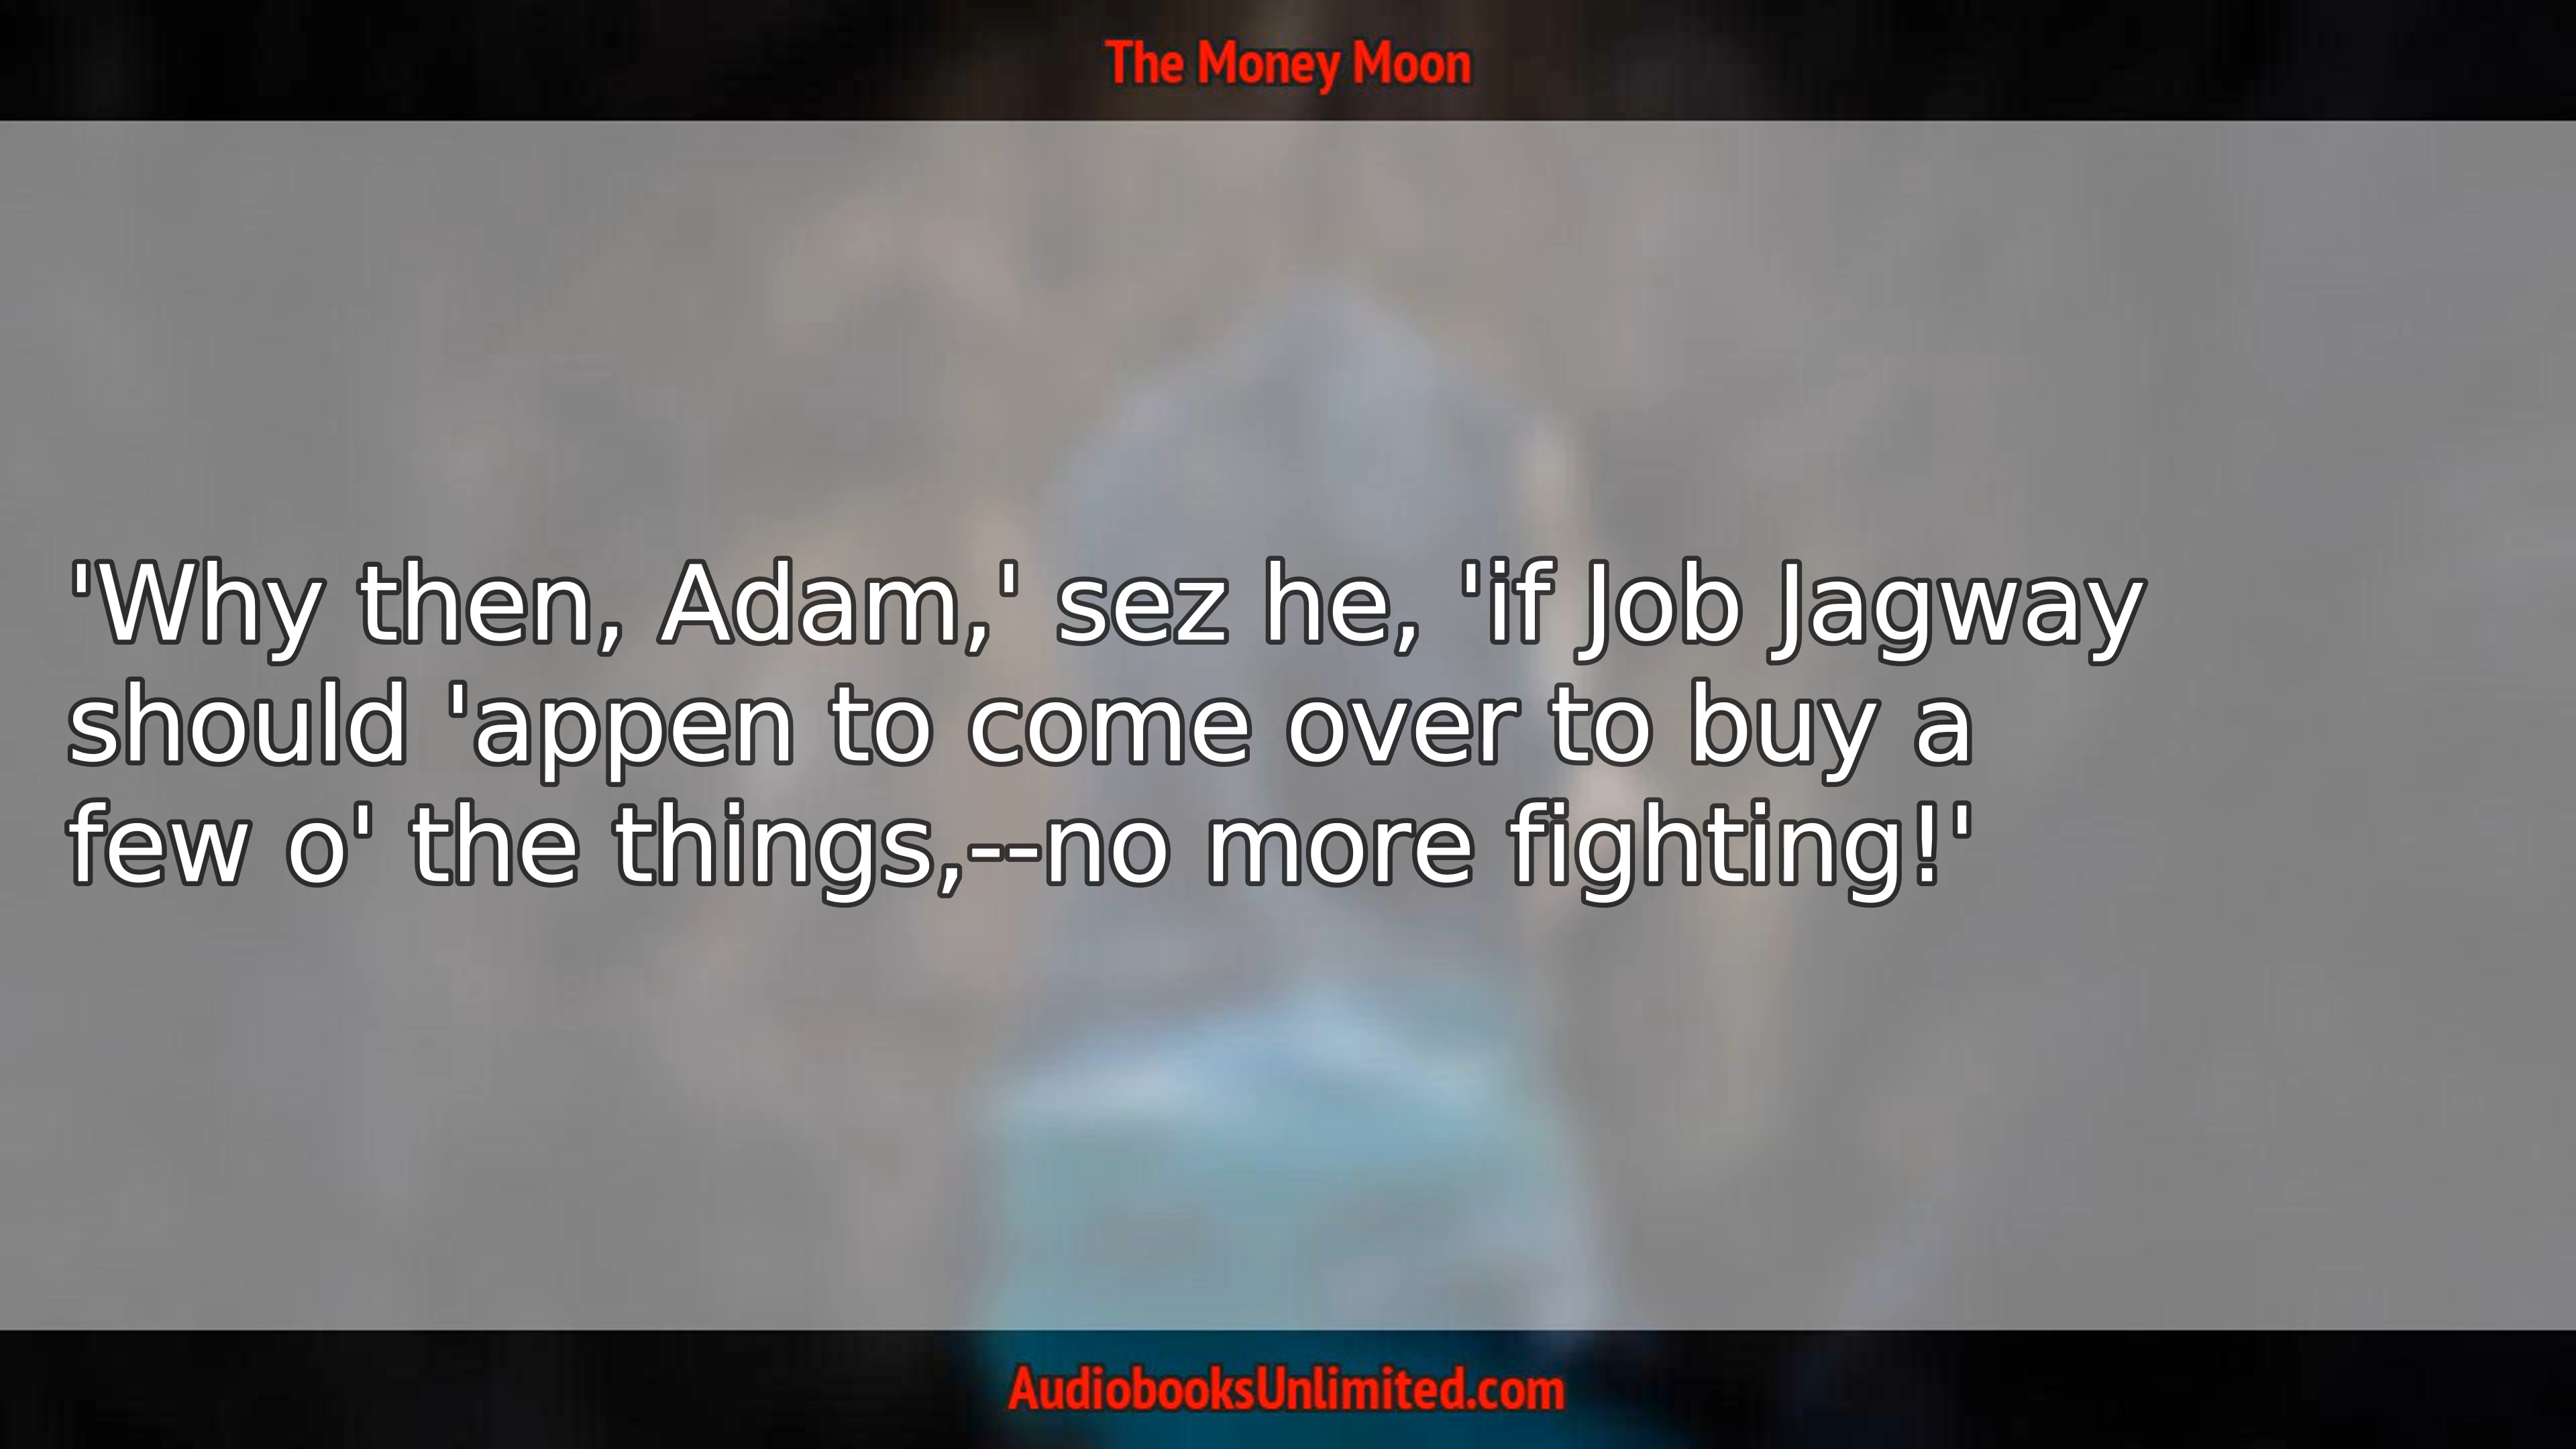 The Money Moon
'Why then, Adam,' sez he, 'if Job Jagway
should 'appen to come over to buy a
few o' the things,--no more fighting!'
AudiobooksUnlimited.com